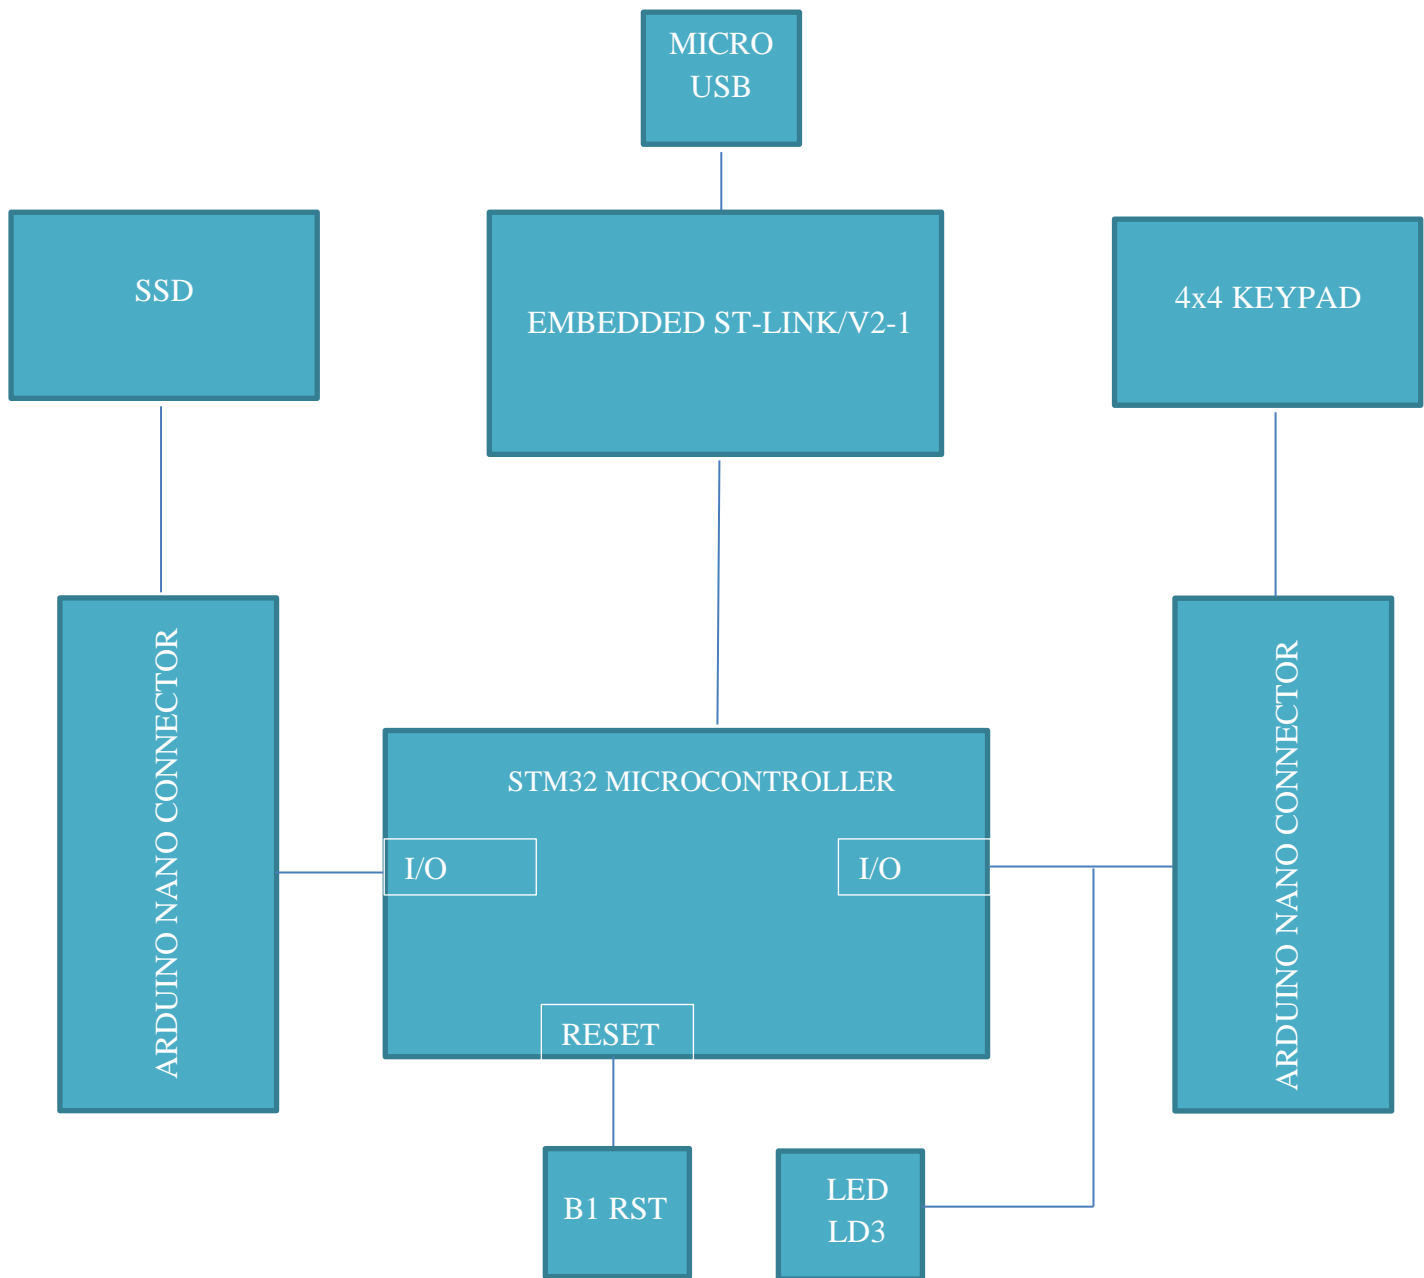 MICRO
USB
SSD
EMBEDDED ST-LINK/V2-1
4x4 KEYPAD
ARDUINO NANO CONNECTOR
STM32 MICROCONTROLLER
I/O
I/O
RESET
ARDUINO NANO CONNECTOR
B1 RST
LED
LD3